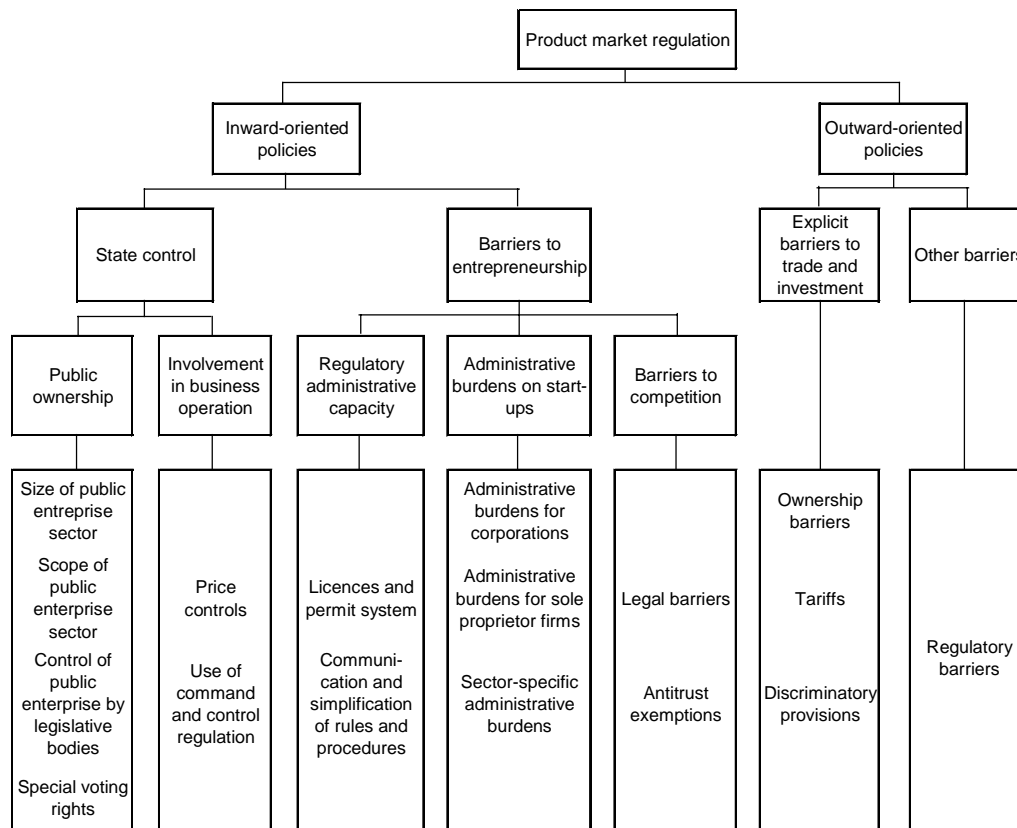 Product market regulation
Inward-oriented
policies
Outward-oriented
policies
State control
Barriers to
entrepreneurship
Explicit
barriers to
trade and
investment
Other barriers
Public
ownership
Involvement
in business
operation
Regulatory
administrative
capacity
Administrative
burdens on start-
ups
Barriers to
competition
Size of public
entreprise
sector
Scope of
public
enterprise
sector
Control of
public
enterprise by
legislative
bodies
Special voting
rights
Price
controls
Use of
command
and control
regulation
Licences and
permit system
Communi-
cation and
simplification
of rules and
procedures
Administrative
burdens for
corporations
Administrative
burdens for sole
proprietor firms
Sector-specific
administrative
burdens
Legal barriers
Antitrust
exemptions
Ownership
barriers
Tariffs
Discriminatory
provisions
Regulatory
barriers